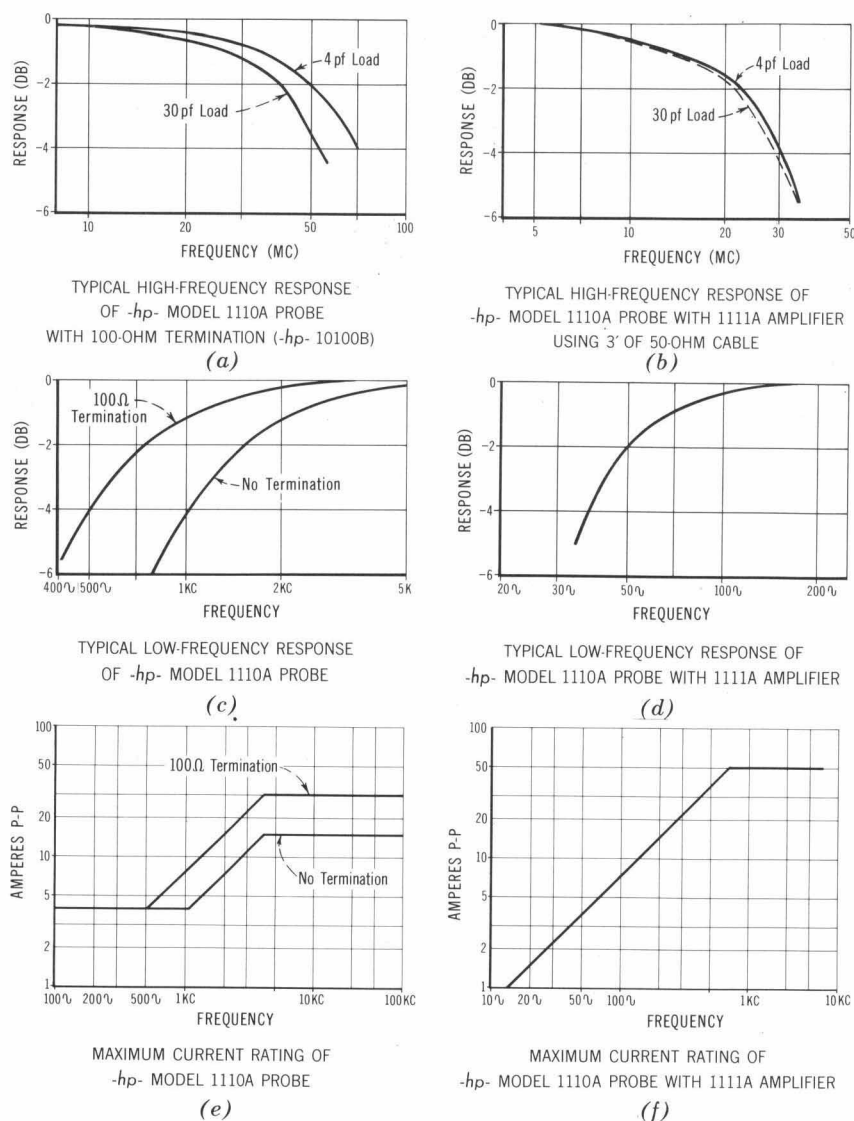 RESPONSE (DB)
0
-2
-4
-6
4 pf Load
30 pf Load
10
20
50
100
FREQUENCY (MC)
TYPICAL HIGH-FREQUENCY RESPONSE
OF -hp- MODEL 1110A PROBE
WITH 100-OHM TERMINATION (-hp- 10100B)
(a)
RESPONSE (DB)
0
-2
-4
-6
4 pf Load
30 pf Load
5
10
20
30
50
FREQUENCY (MC)
TYPICAL HIGH-FREQUENCY RESPONSE OF
-hp- MODEL 1110A PROBE WITH 1111A AMPLIFIER
USING 3' OF 50-OHM CABLE
(b)
RESPONSE (DB)
0
-2
-4
-6
100Ω
Termination
No Termination
400∿
500∿
1KC
2KC
5K
FREQUENCY
TYPICAL LOW-FREQUENCY RESPONSE
OF -hp- MODEL 1110A PROBE
(c)
RESPONSE (DB)
0
-2
-4
-6
20∿
30∿
50∿
100∿
200∿
FREQUENCY
TYPICAL LOW-FREQUENCY RESPONSE OF
-hp- MODEL 1110A PROBE WITH 1111A AMPLIFIER
(d)
AMPERES P-P
100
50
20
10
5
2
1
100Ω Termination
No Termination
100∿
200∿
500∿
1KC
10KC
100KC
FREQUENCY
MAXIMUM CURRENT RATING OF
-hp- MODEL 1110A PROBE
(e)
AMPERES P-P
100
50
20
10
5
2
1
10∿
20∿
50∿
100∿
1KC
10KC
FREQUENCY
MAXIMUM CURRENT RATING OF
-hp- MODEL 1110A PROBE WITH 1111A AMPLIFIER
(f)